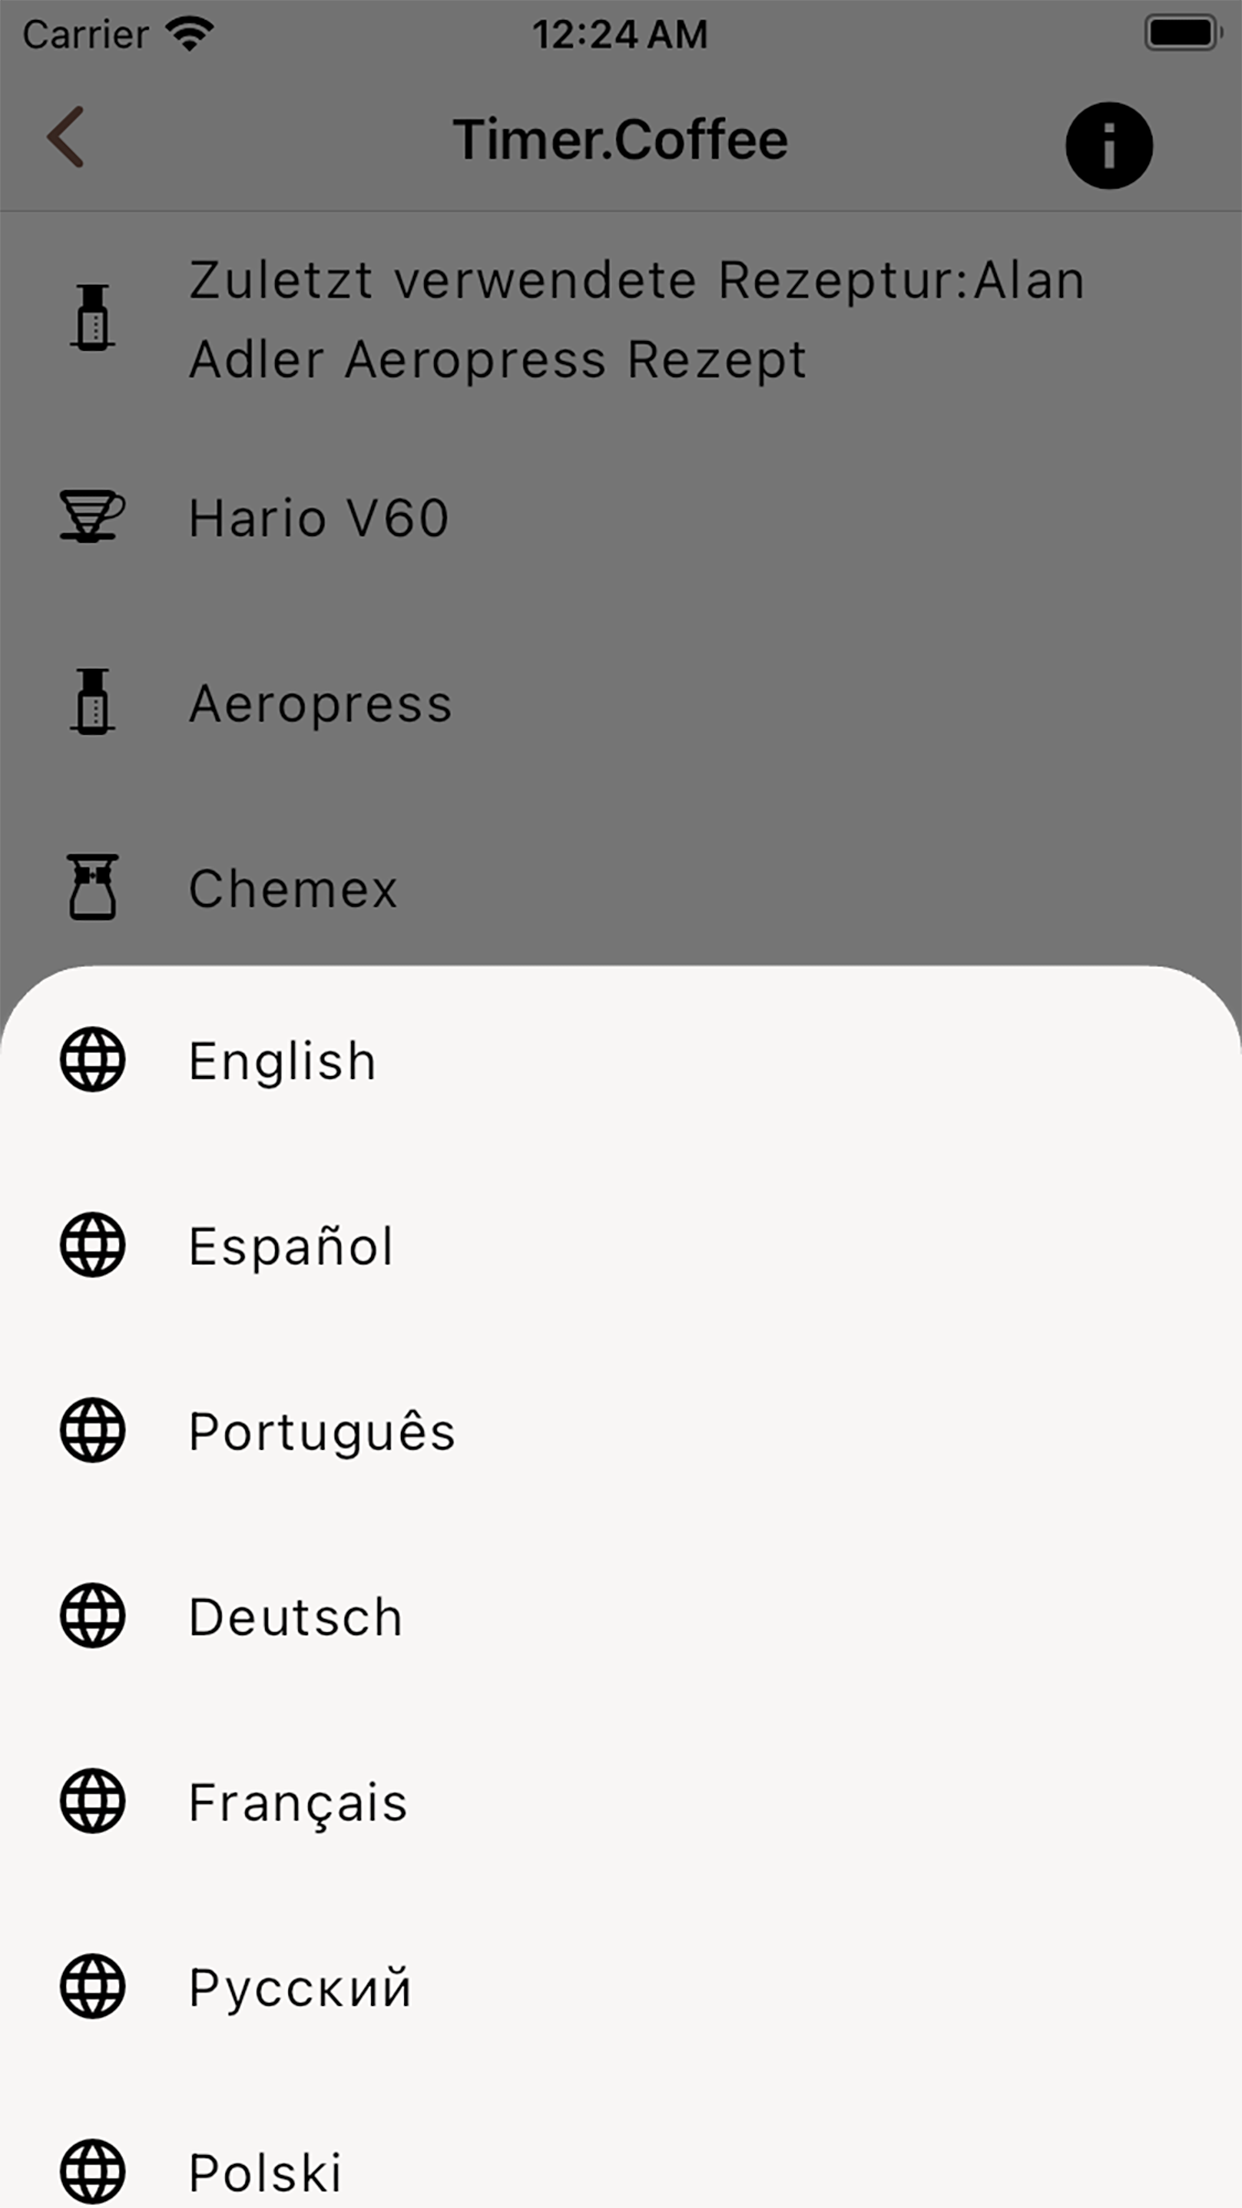 Carrier 12:24 AM
Timer.Coffee
Zuletzt verwendete Rezeptur:Alan
Adler Aeropress Rezept
Hario V60
Aeropress
Chemex
English
Español
Português
Deutsch
Français
Русский
Polski